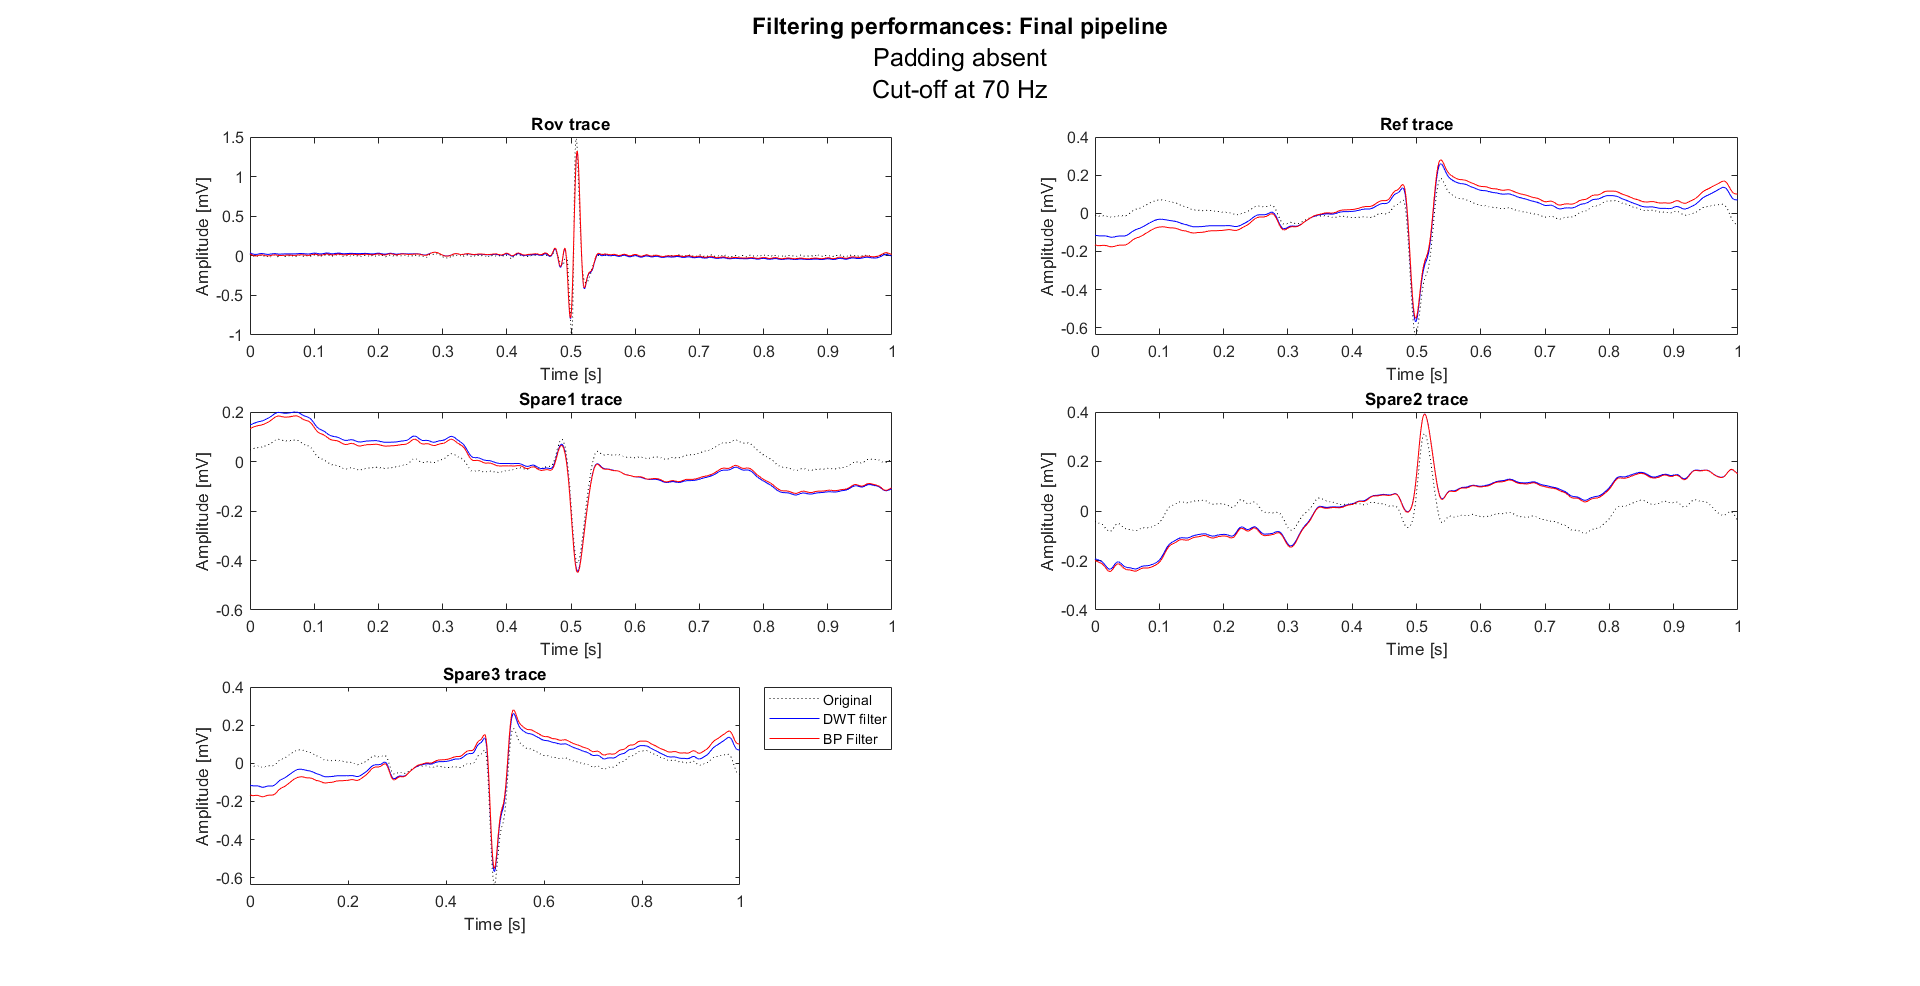 Filtering performances: Final pipeline
Padding absent
Cut-off at 70 Hz
Rov trace
Amplitude [mV]
1.5
1
0.5
0
-0.5
-1
0 0.1 0.2 0.3 0.4 0.5 0.6 0.7 0.8 0.9 1
Time [s]
Ref trace
Amplitude [mV]
0.4
0.2
0
-0.2
-0.4
-0.6
0 0.1 0.2 0.3 0.4 0.5 0.6 0.7 0.8 0.9 1
Time [s]
Spare1 trace
Amplitude [mV]
0.2
0
-0.2
-0.4
-0.6
0 0.1 0.2 0.3 0.4 0.5 0.6 0.7 0.8 0.9 1
Time [s]
Spare2 trace
Amplitude [mV]
0.4
0.2
0
-0.2
-0.4
0 0.1 0.2 0.3 0.4 0.5 0.6 0.7 0.8 0.9 1
Time [s]
Spare3 trace
Amplitude [mV]
0.4
0.2
0
-0.2
-0.4
-0.6
0 0.2 0.4 0.6 0.8 1
Time [s]
Original
DWT filter
BP Filter